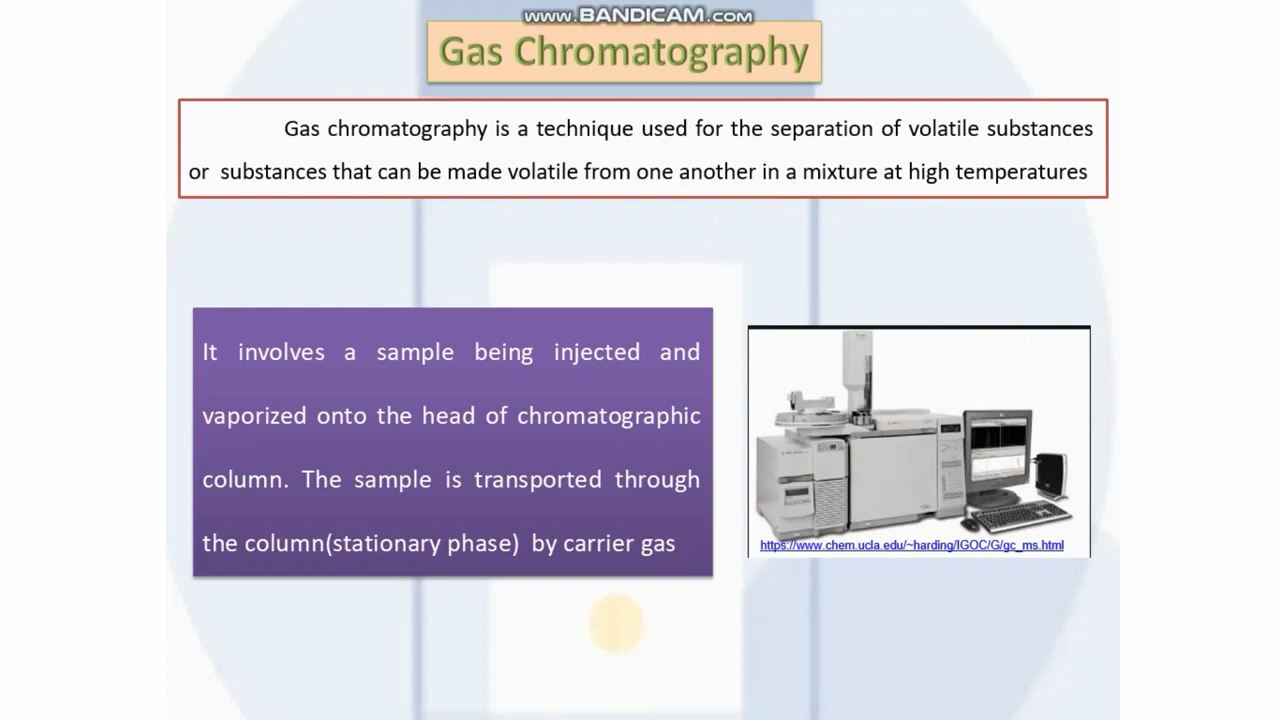 www.BANDICAM.com
Gas Chromatography
Gas chromatography is a technique used for the separation of volatile substances
or substances that can be made volatile from one another in a mixture at high temperatures
It involves a sample being injected and
vaporized onto the head of chromatographic
column. The sample is transported through
the column(stationary phase) by carrier gas
https://www.chem.ucla.edu/~harding/IGOC/G/gc_ms.html